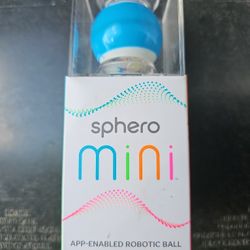 sphero
mini
APP-ENABLED ROBOTIC BALL